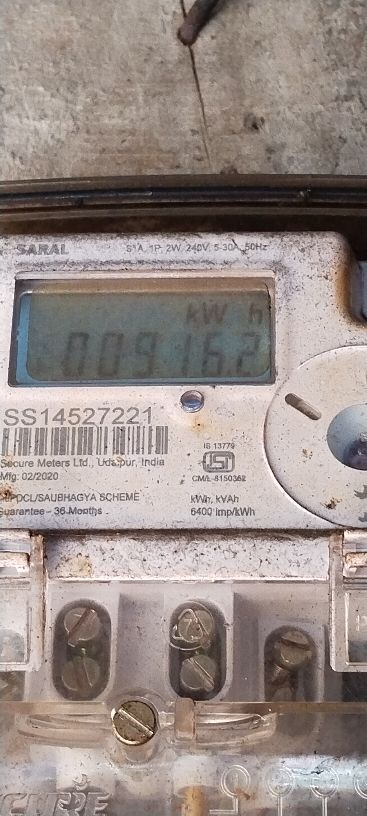 SARAL S1A, 1P, 2W, 240V, 5-30A, 50Hz
kW h
009162
SS14527221
Secure Meters Ltd., Udaipur, India
Mfg: 02/2020
IS 13779
ISI
CM/L-8150362
/SAUBHAGYA SCHEME
Guarantee - 36 Months
kWh, kVAh
6400 imp/kWh